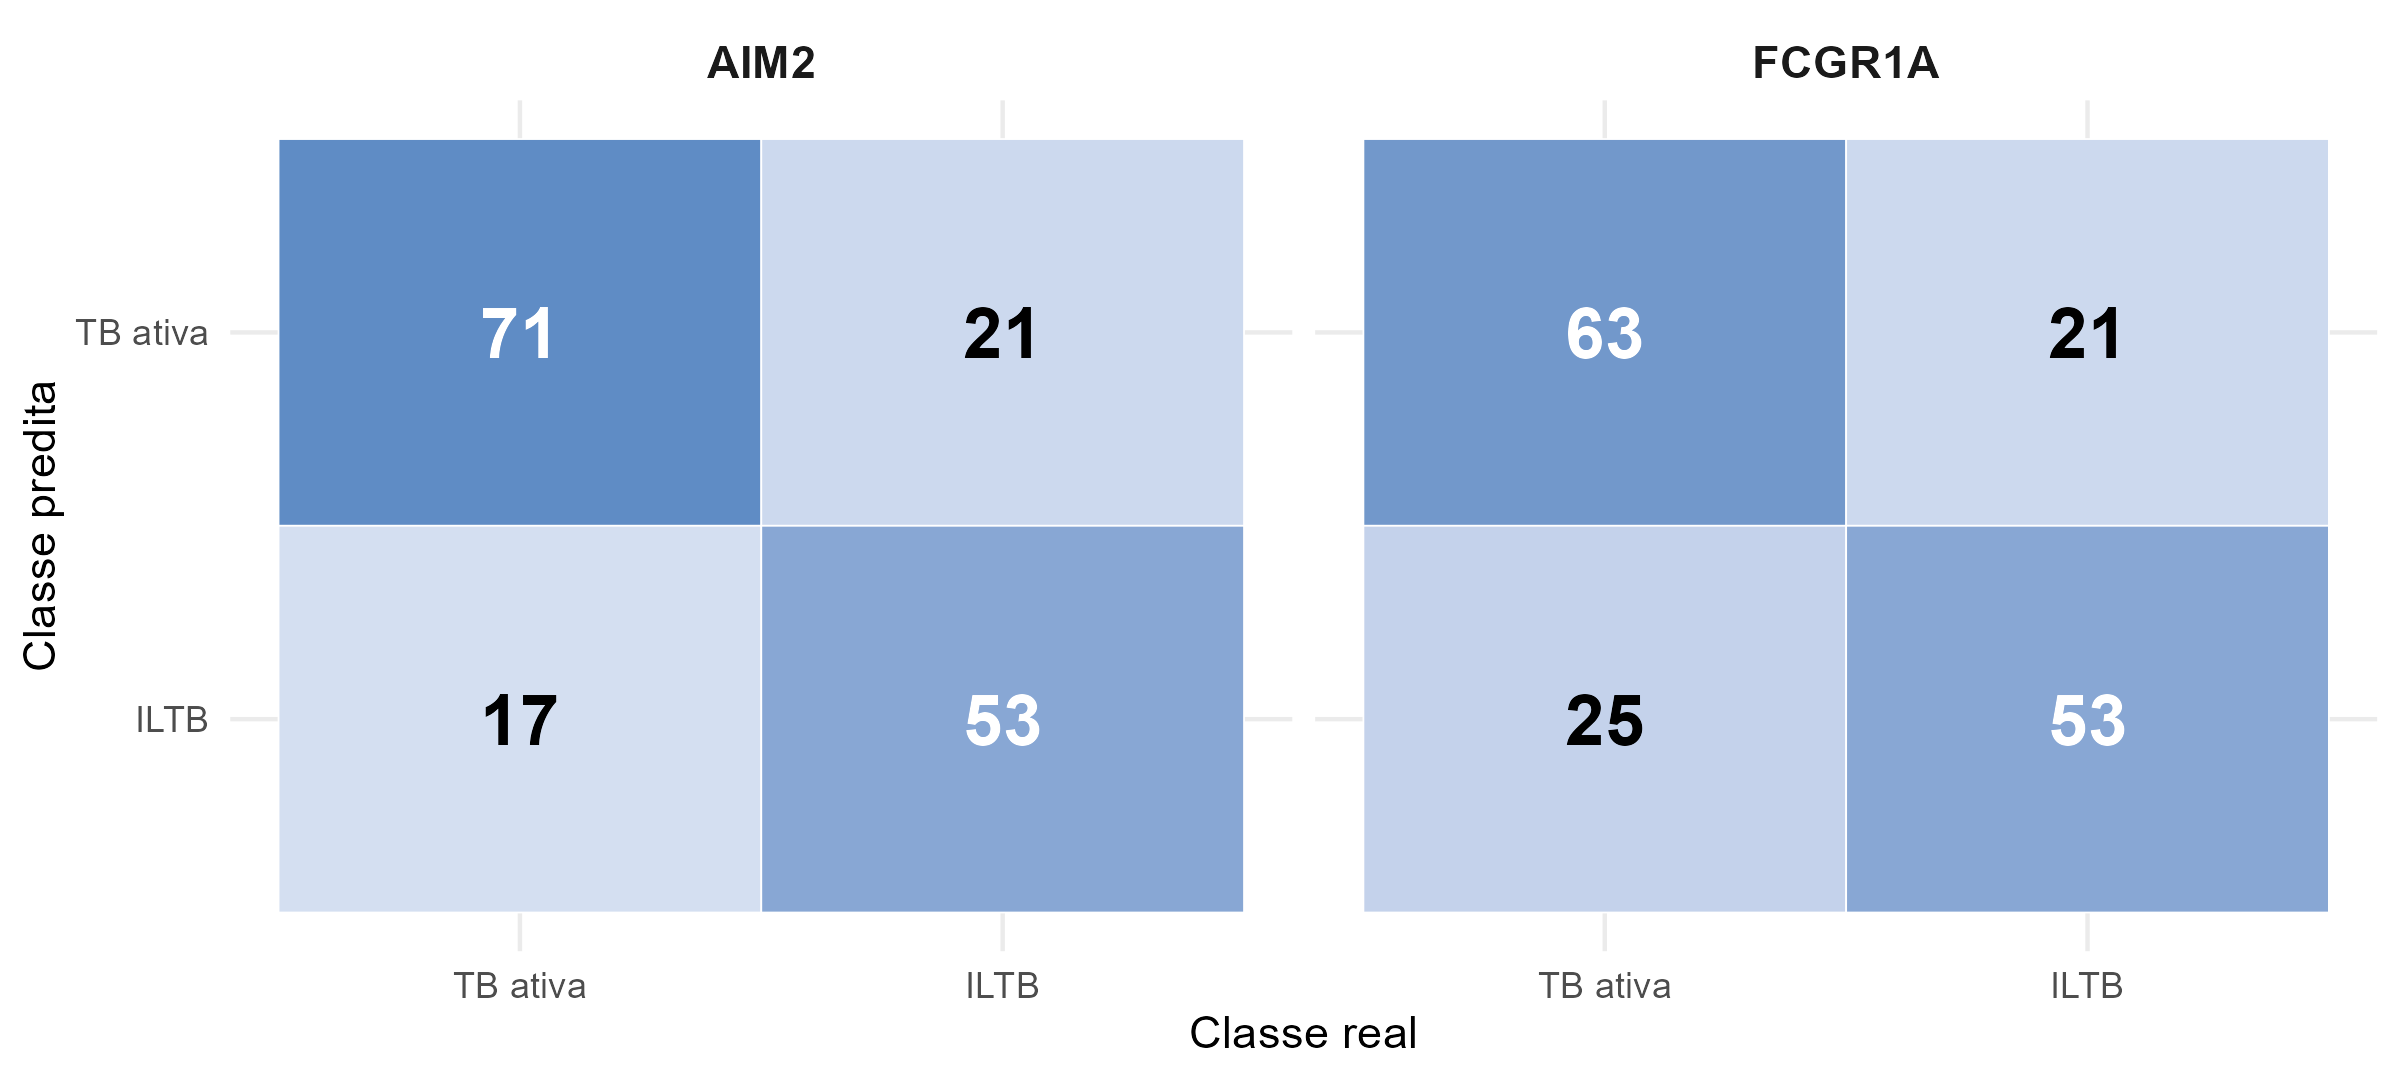 AIM2
FCGR1A
Classe predita
TB ativa
71
21
63
21
ILTB
17
53
25
53
TB ativa
ILTB
TB ativa
ILTB
Classe real